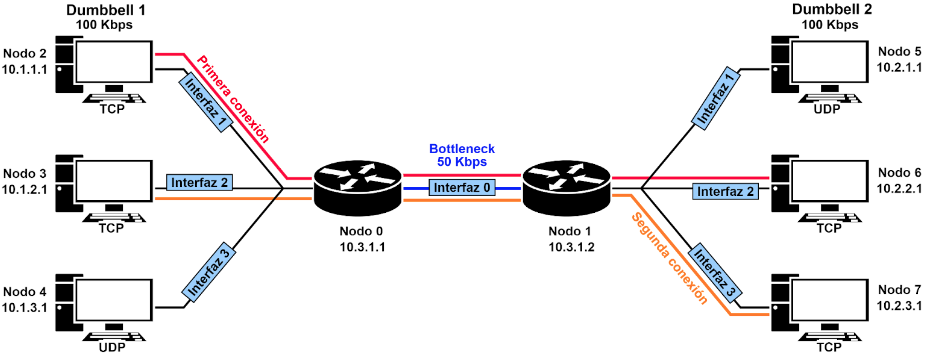 Dumbbell 1
100 Kbps
Nodo 2
10.1.1.1
TCP
Interfaz 1
Primera conexión
Nodo 3
10.1.2.1
TCP
Interfaz 2
Nodo 4
10.1.3.1
UDP
Interfaz 3
Nodo 0
10.3.1.1
Bottleneck
50 Kbps
Interfaz 0
Nodo 1
10.3.1.2
Dumbbell 2
100 Kbps
Nodo 5
10.2.1.1
UDP
Interfaz 1
Nodo 6
10.2.2.1
TCP
Interfaz 2
Segunda conexión
Interfaz 3
Nodo 7
10.2.3.1
TCP